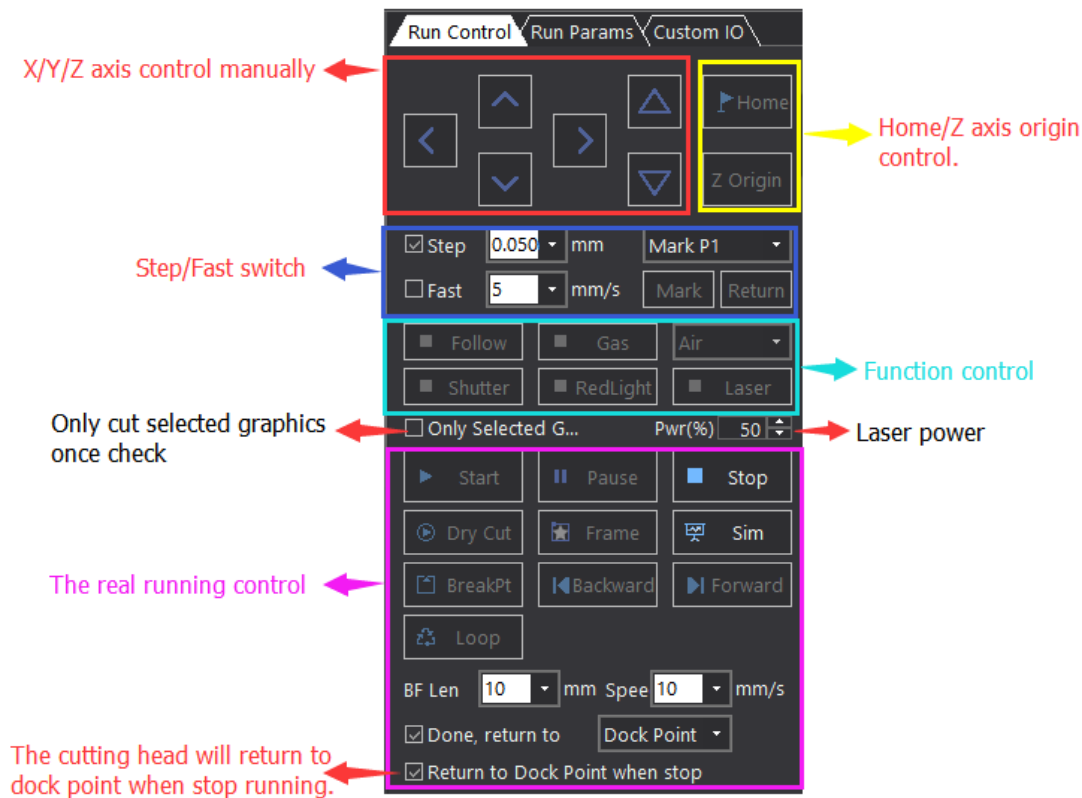 Run Control Run Params Custom IO
X/Y/Z axis control manually
Home
Z Origin
Home/Z axis origin
control.
Step 0.050 mm Mark P1
Fast 5 mm/s Mark Return
Step/Fast switch
Follow Gas Air
Shutter RedLight Laser
Function control
Only cut selected graphics
once check
Only Selected G... Pwr(%) 50
Laser power
Start Pause Stop
Dry Cut Frame Sim
BreakPt Backward Forward
Loop
The real running control
BF Len 10 mm Spee 10 mm/s
Done, return to Dock Point
Return to Dock Point when stop
The cutting head will return to
dock point when stop running.